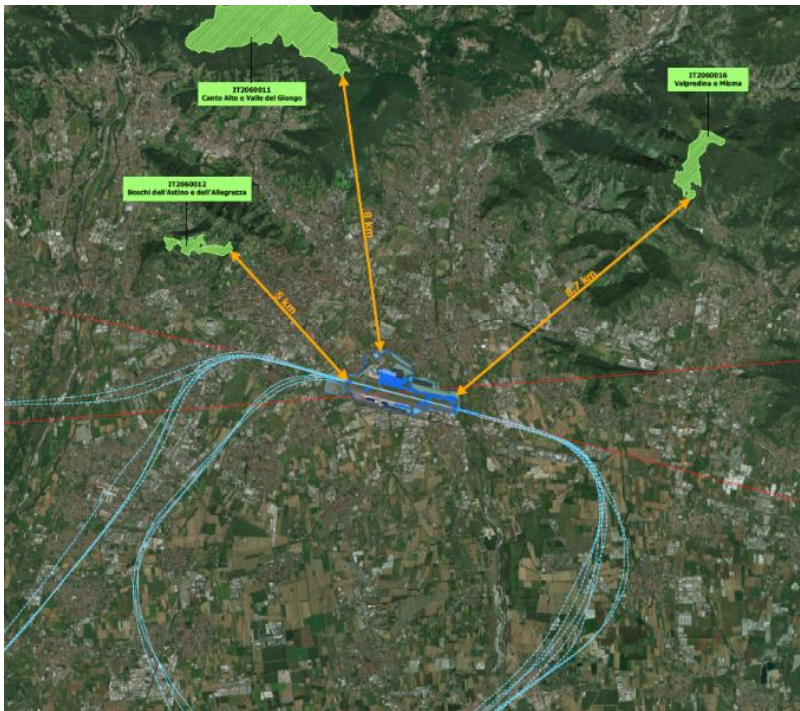 IT2060011
Canto Alto e Valle del Giongo
IT2060016
Valpredina e Misma
IT2060012
Boschi dell'Astino e dell'Allegrezza
8 km
5 km
8,7 km